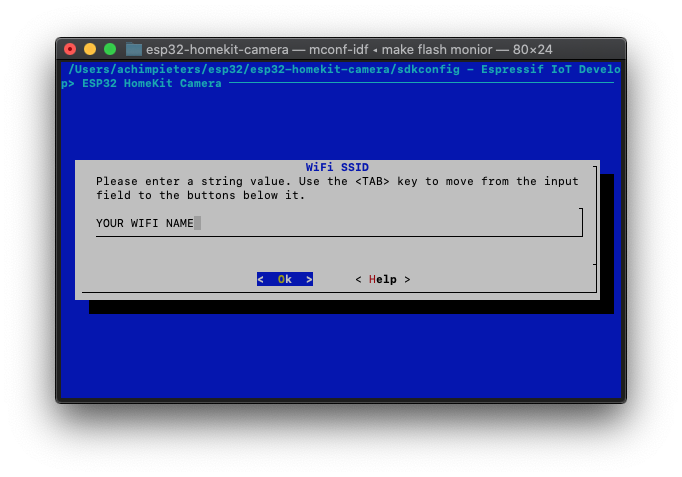 esp32-homekit-camera — mconf-idf ◂ make flash monior — 80×24
/Users/achimpieters/esp32/esp32-homekit-camera/sdkconfig - Espressif IoT Develo
p> ESP32 HomeKit Camera
WiFi SSID
Please enter a string value. Use the <TAB> key to move from the input
field to the buttons below it.
YOUR WIFI NAME
< Ok > < Help >